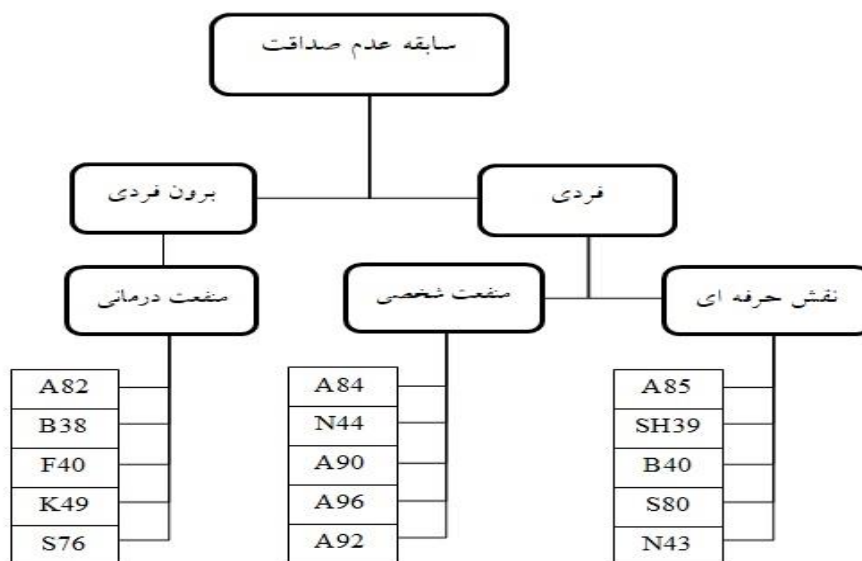 سابقه عدم صداقت
فردی
برون فردی
نقش حرفه ای
منفعت شخصی
منفعت درمانی
A85
SH39
B40
S80
N43
A84
N44
A90
A96
A92
A82
B38
F40
K49
S76